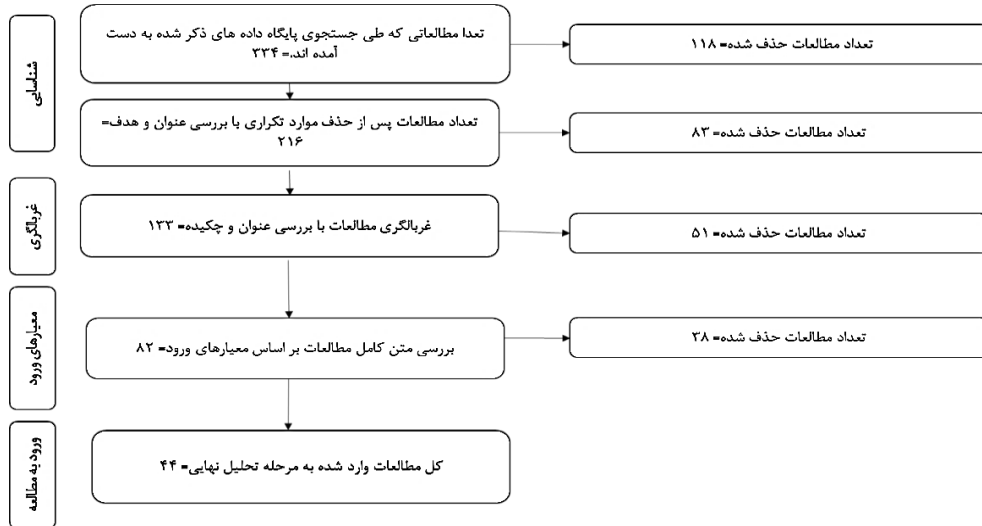 شناسایی
تعدا مطالعاتی که طی جستجوی پایگاه داده های ذکر شده به دست
آمده اند.= ۳۳۴
تعداد مطالعات حذف شده= ۱۱۸
تعداد مطالعات پس از حذف موارد تکراری با بررسی عنوان و هدف=
۲۱۶
تعداد مطالعات حذف شده= ۸۳
غربالگری
غربالگری مطالعات با بررسی عنوان و چکیده= ۱۳۳
تعداد مطالعات حذف شده= ۵۱
معیارهای ورود
بررسی متن کامل مطالعات بر اساس معیارهای ورود= ۸۲
تعداد مطالعات حذف شده= ۳۸
ورود به مطالعه
کل مطالعات وارد شده به مرحله تحلیل نهایی= ۴۴